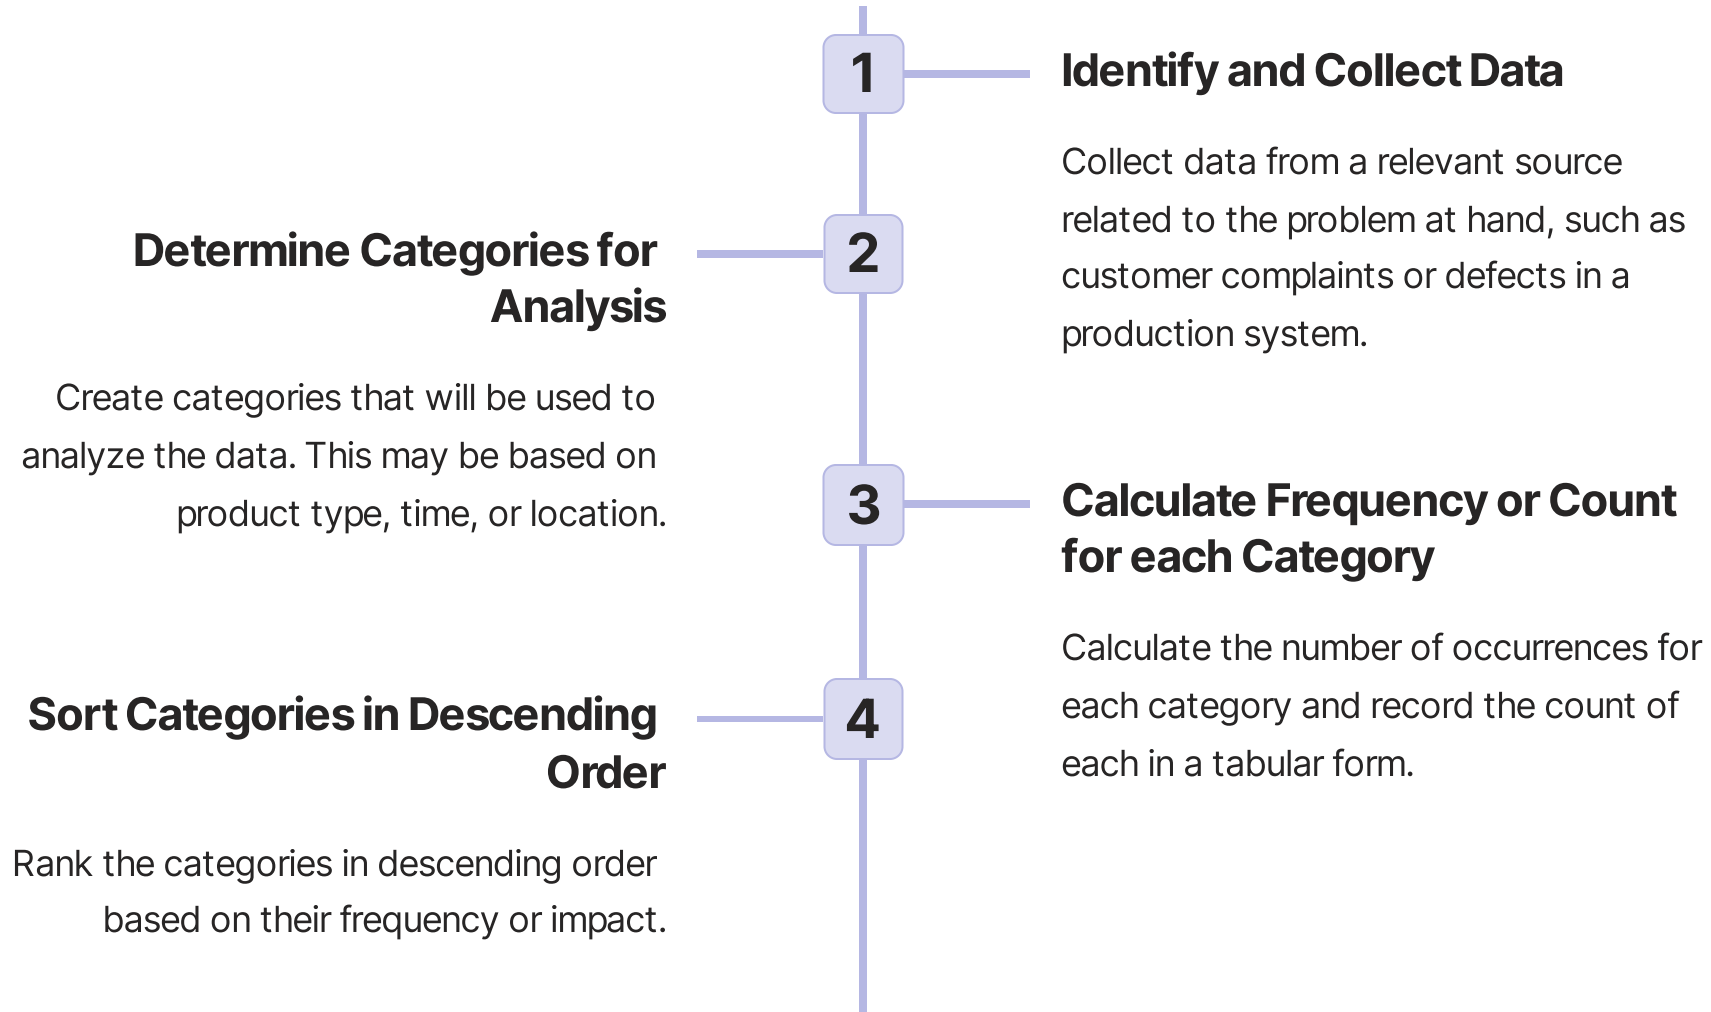 1
Identify and Collect Data
Collect data from a relevant source
related to the problem at hand, such as
customer complaints or defects in a
production system.
2
Determine Categories for
Analysis
Create categories that will be used to
analyze the data. This may be based on
product type, time, or location.
3
Calculate Frequency or Count
for each Category
Calculate the number of occurrences for
each category and record the count of
each in a tabular form.
4
Sort Categories in Descending
Order
Rank the categories in descending order
based on their frequency or impact.